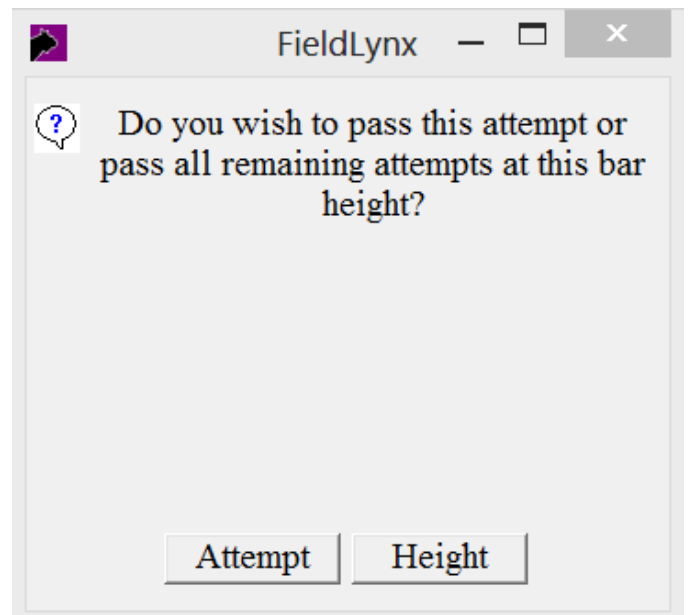 FieldLynx
Do you wish to pass this attempt or
pass all remaining attempts at this bar
height?
Attempt Height